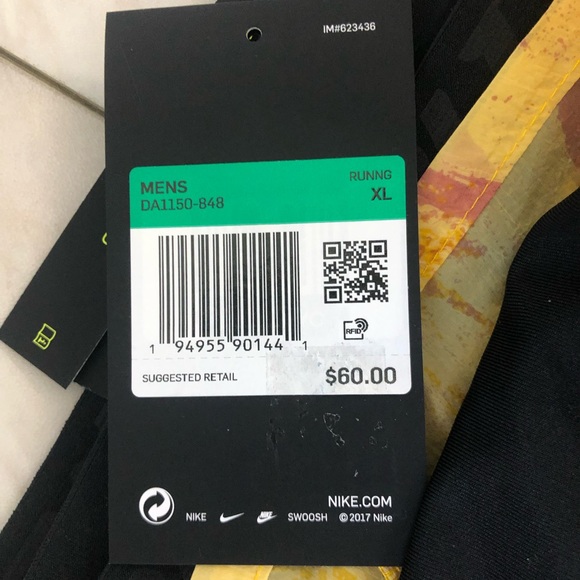 IM#623436
MENS
RUNNG
DA1150-848
XL
1 94955 90144 1
RFID
SUGGESTED RETAIL
$60.00
NIKE.COM
NIKE
SWOOSH © 2017 Nike